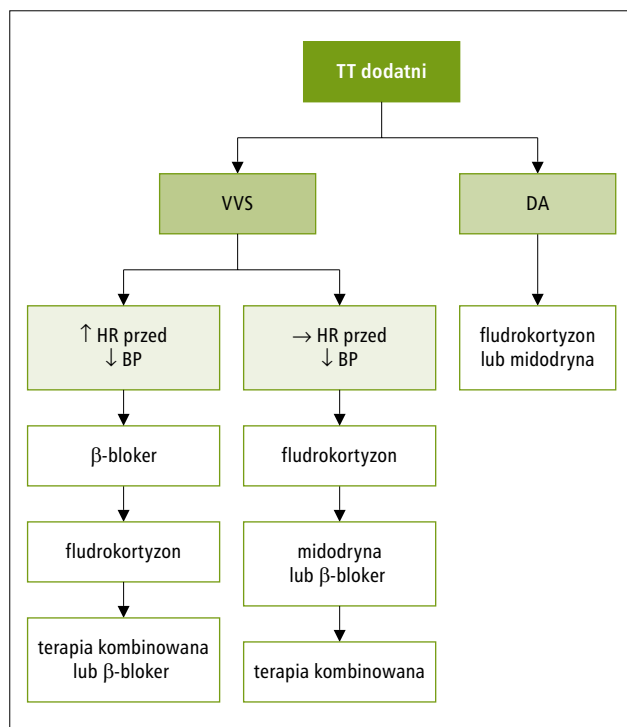 TT dodatni
VVS
DA
↑ HR przed
↓ BP
→ HR przed
↓ BP
fludrokortyzon
lub midodryna
β-bloker
fludrokortyzon
fludrokortyzon
midodryna
lub β-bloker
terapia kombinowana
lub β-bloker
terapia kombinowana